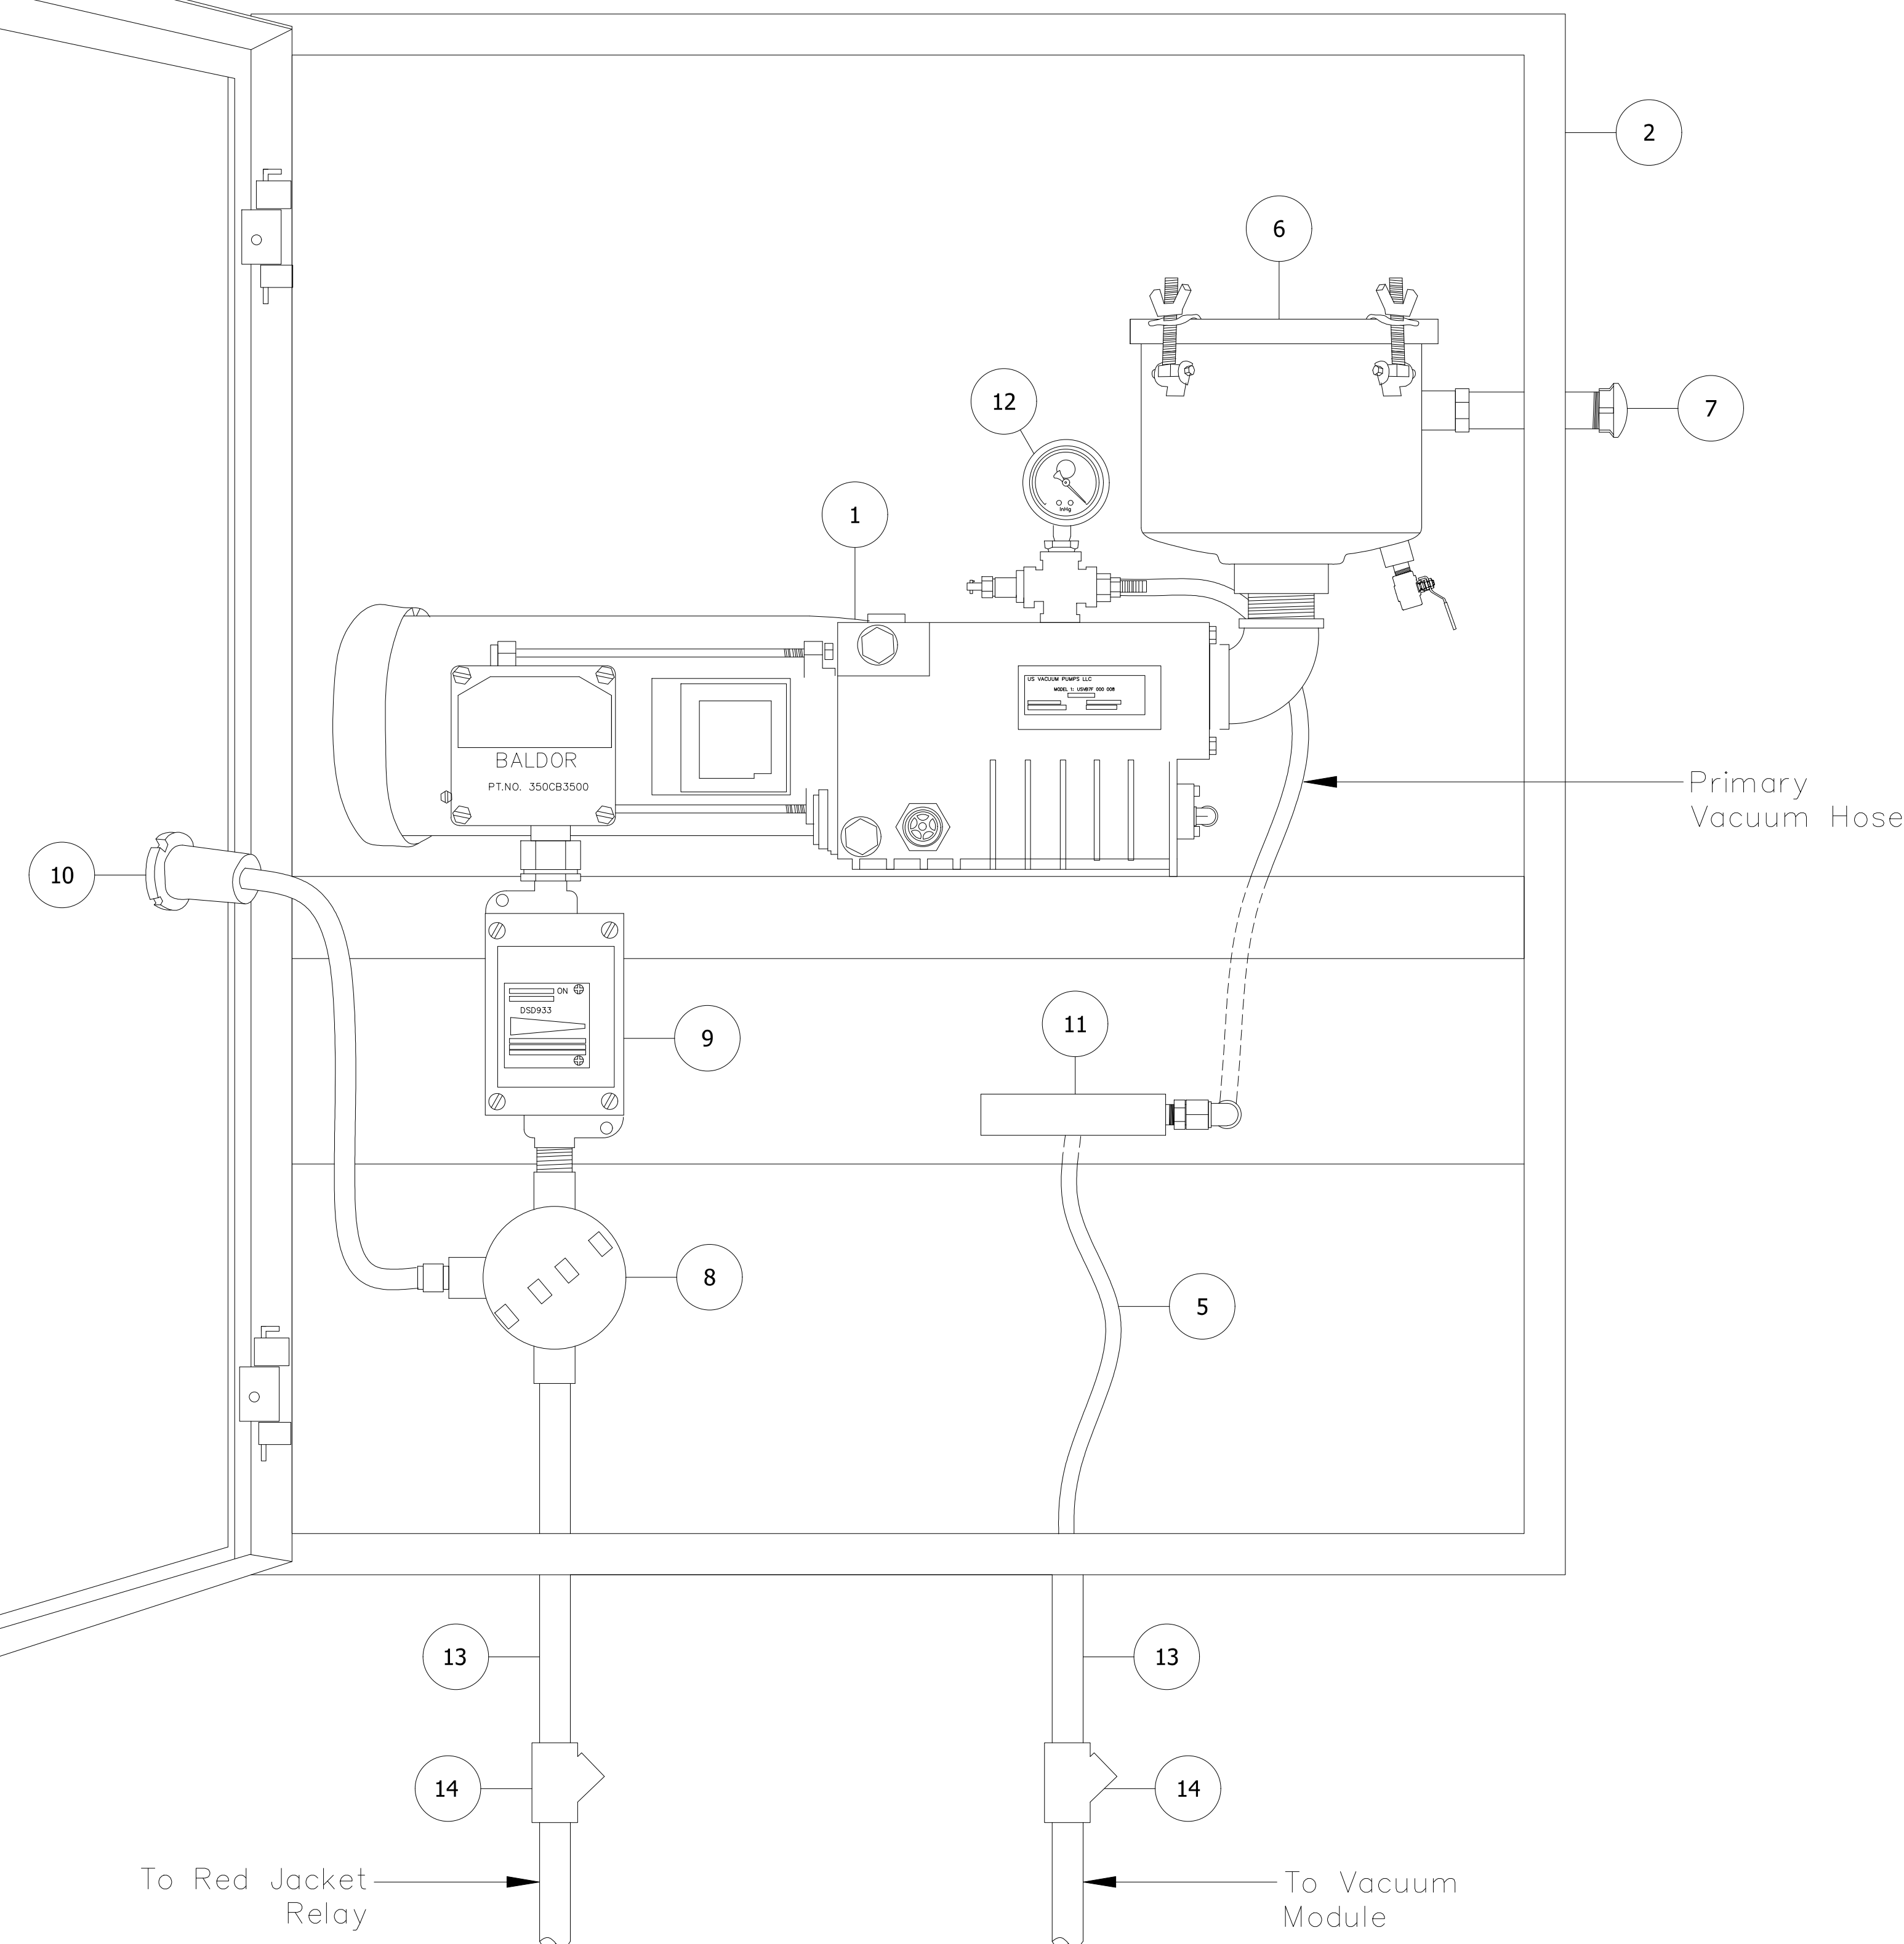 2
6
12
7
1
inHg
US VACUUM PUMPS LLC
BALDOR
PT.NO. 350CB3500
Primary
Vacuum Hose
10
ON
DSD933
9
11
8
5
13
13
14
14
To Red Jacket
Relay
To Vacuum
Module